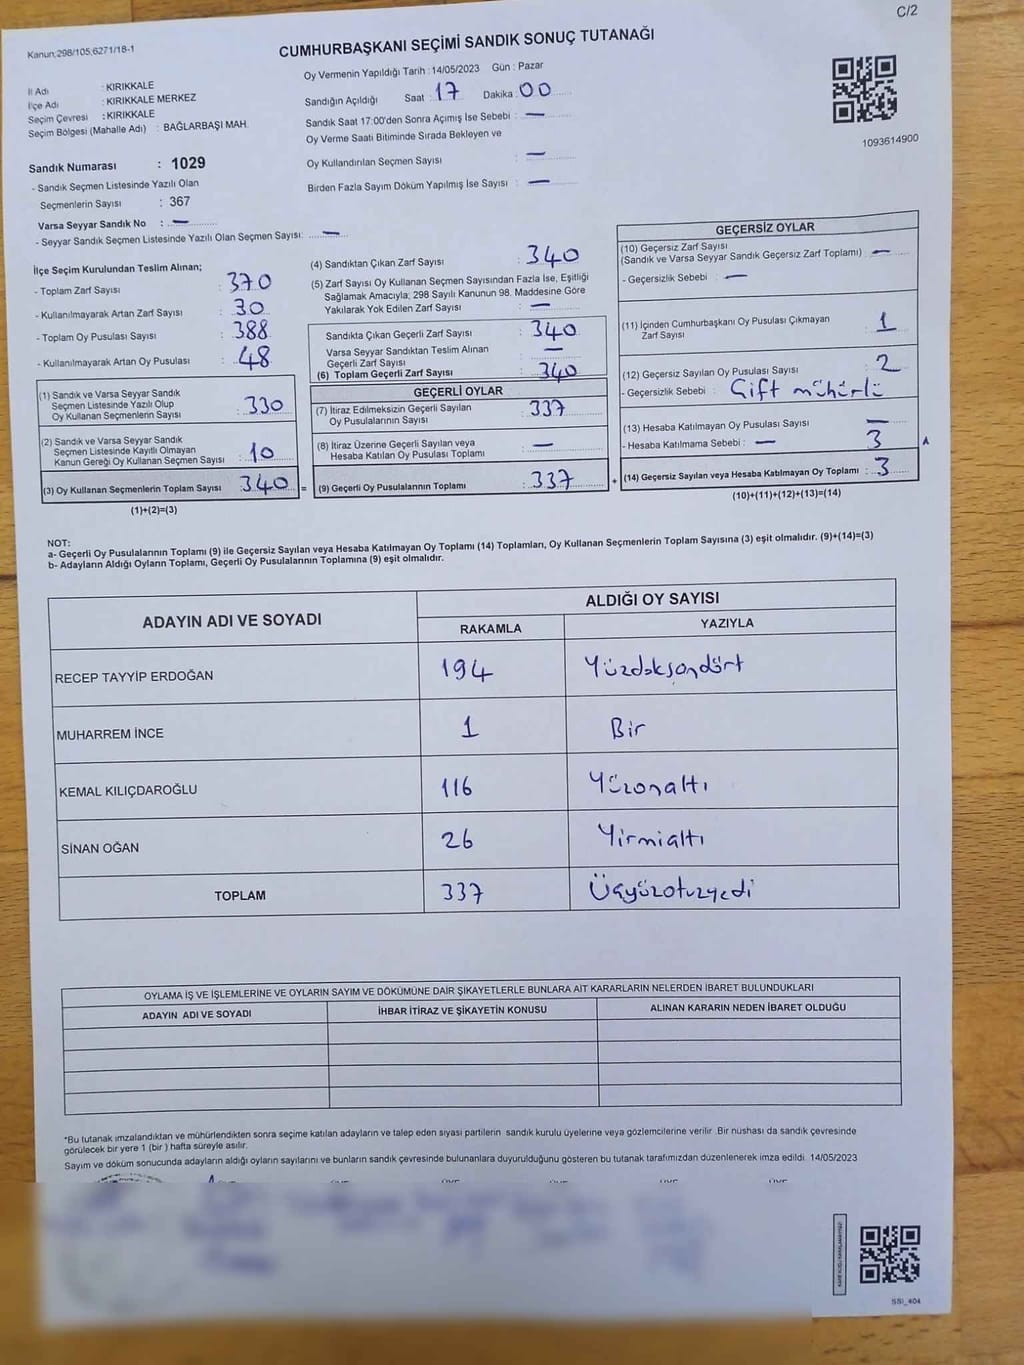 C/2
Kanun;298/105;6271/18-1
CUMHURBAŞKANI SEÇİMİ SANDIK SONUÇ TUTANAĞI
İl Adı : KIRIKKALE
İlçe Adı : KIRIKKALE MERKEZ
Seçim Çevresi : KIRIKKALE
Seçim Bölgesi (Mahalle Adı) : BAĞLARBAŞI MAH.
Oy Vermenin Yapıldığı Tarih :14/05/2023 Gün : Pazar
Sandığın Açıldığı Saat : 17 Dakika : 00
Sandık Saat 17:00'den Sonra Açımış İse Sebebi : —
Oy Verme Saati Bitiminde Sırada Bekleyen ve
Oy Kullandırılan Seçmen Sayısı : —
Birden Fazla Sayım Döküm Yapılmış İse Sayısı : —
1093614900
Sandık Numarası : 1029
- Sandık Seçmen Listesinde Yazılı Olan
Seçmenlerin Sayısı : 367
Varsa Seyyar Sandık No : —
- Seyyar Sandık Seçmen Listesinde Yazılı Olan Seçmen Sayısı: —
İlçe Seçim Kurulundan Teslim Alınan;
- Toplam Zarf Sayısı : 370
- Kullanılmayarak Artan Zarf Sayısı : 30
- Toplam Oy Pusulası Sayısı : 388
- Kullanılmayarak Artan Oy Pusulası : 48
(1) Sandık ve Varsa Seyyar Sandık
Seçmen Listesinde Yazılı Olup
Oy Kullanan Seçmenlerin Sayısı : 330
(2) Sandık ve Varsa Seyyar Sandık
Seçmen Listesinde Kayıtlı Olmayan
Kanun Gereği Oy Kullanan Seçmen Sayısı : 10
(3) Oy Kullanan Seçmenlerin Toplam Sayısı : 340 =
(1)+(2)=(3)
(4) Sandıktan Çıkan Zarf Sayısı : 340
(5) Zarf Sayısı Oy Kullanan Seçmen Sayısından Fazla İse, Eşitliği
Sağlamak Amacıyla; 298 Sayılı Kanunun 98. Maddesine Göre
Yakılarak Yok Edilen Zarf Sayısı : —
Sandıkta Çıkan Geçerli Zarf Sayısı : 340
Varsa Seyyar Sandıktan Teslim Alınan
Geçerli Zarf Sayısı : —
(6) Toplam Geçerli Zarf Sayısı : 340
GEÇERLİ OYLAR
(7) İtiraz Edilmeksizin Geçerli Sayılan
Oy Pusulasının Sayısı : 337
(8) İtiraz Üzerine Geçerli Sayılan veya
Hesaba Katılan Oy Pusulası Toplamı : —
(9) Geçerli Oy Pusulalarının Toplamı : 337 +
GEÇERSİZ OYLAR
(10) Geçersiz Zarf Sayısı
(Sandık ve Varsa Seyyar Sandık Geçersiz Zarf Toplamı) : —
- Geçersizlik Sebebi : —
(11) İçinden Cumhurbaşkanı Oy Pusulası Çıkmayan
Zarf Sayısı : 1
(12) Geçersiz Sayılan Oy Pusulası Sayısı : 2
- Geçersizlik Sebebi : Çift mühürlü
(13) Hesaba Katılmayan Oy Pusulası Sayısı : —
- Hesaba Katılmama Sebebi : — 3
(14) Geçersiz Sayılan veya Hesaba Katılmayan Oy Toplamı : 3
(10)+(11)+(12)+(13)=(14)
NOT:
a- Geçerli Oy Pusulalarının Toplamı (9) ile Geçersiz Sayılan veya Hesaba Katılmayan Oy Toplamı (14) Toplamları, Oy Kullanan Seçmenlerin Toplam Sayısına (3) eşit olmalıdır. (9)+(14)=(3)
b- Adayların Aldığı Oyların Toplamı, Geçerli Oy Pusulalarının Toplamına (9) eşit olmalıdır.
ADAYIN ADI VE SOYADI ALDIĞI OY SAYISI
RAKAMLA YAZIYLA
RECEP TAYYİP ERDOĞAN 194 Yüzdoksandört
MUHARREM İNCE 1 Bir
KEMAL KILIÇDAROĞLU 116 Yüzonaltı
SİNAN OĞAN 26 Yirmialtı
TOPLAM 337 Üçyüzotuzyedi
OYLAMA İŞ VE İŞLEMLERİNE VE OYLARIN SAYIM VE DÖKÜMÜNE DAİR ŞİKAYETLERLE BUNLARA AİT KARARLARIN NELERDEN İBARET BULUNDUKLARI
ADAYIN ADI VE SOYADI İHBAR İTİRAZ VE ŞİKAYETİN KONUSU ALINAN KARARIN NEDEN İBARET OLDUĞU
*Bu tutanak imzalandıktan ve mühürlendikten sonra seçime katılan adayların ve talep eden siyasi partilerin sandık kurulu üyelerine veya gözlemcilerine verilir. Bir nüshası da sandık çevresinde
görülecek bir yere 1 (bir) hafta süreyle asılır.
Sayım ve döküm sonucunda adayların aldığı oyların sayılarını ve bunların sandık çevresinde bulunanlara duyurulduğunu gösteren bu tutanak tarafımızdan düzenlenerek imza edildi. 14/05/2023
SSI_404